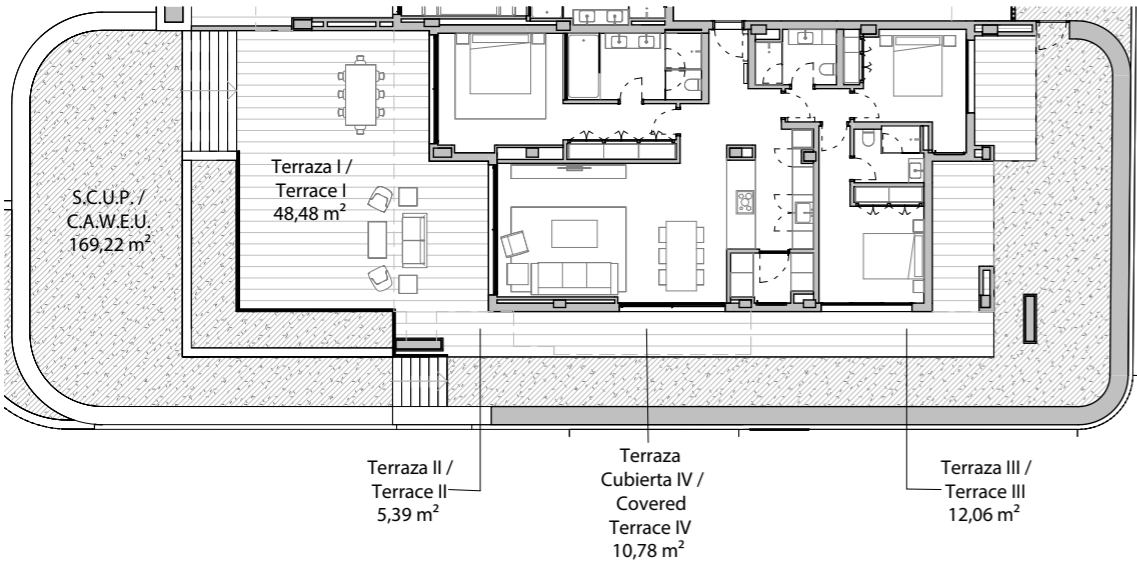 Terraza I /
Terrace I
48,48 m²
S.C.U.P. /
C.A.W.E.U.
169,22 m²
Terraza II /
Terrace II
5,39 m²
Terraza
Cubierta IV /
Covered
Terrace IV
10,78 m²
Terraza III /
Terrace III
12,06 m²